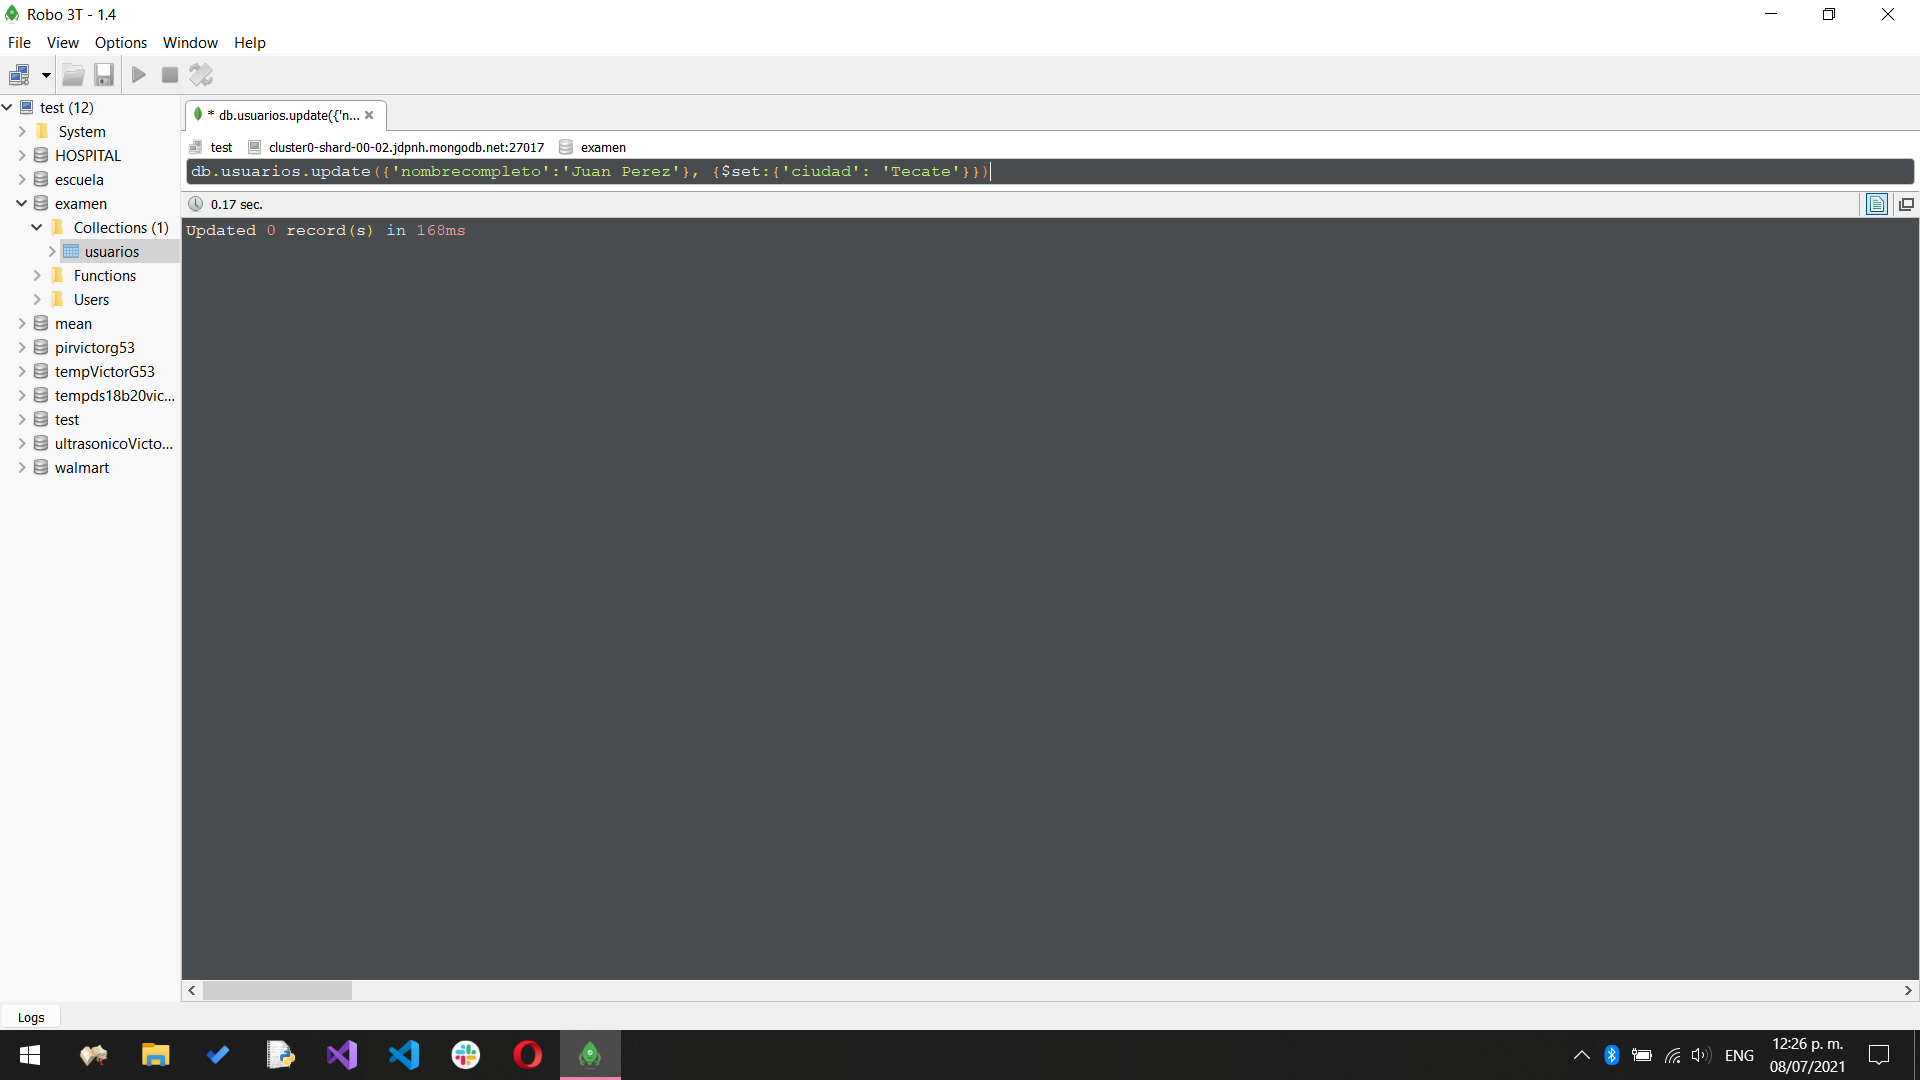 Robo 3T - 1.4
File View Options Window Help
test (12)
System
HOSPITAL
escuela
examen
Collections (1)
usuarios
Functions
Users
mean
pirvictorg53
tempVictorG53
tempds18b20vic...
test
ultrasonicoVicto...
walmart
* db.usuarios.update({'n...
test cluster0-shard-00-02.jdpnh.mongodb.net:27017 examen
db.usuarios.update({'nombrecompleto':'Juan Perez'}, {$set:{'ciudad': 'Tecate'}})
0.17 sec.
Updated 0 record(s) in 168ms
Logs
ENG
12:26 p. m.
08/07/2021